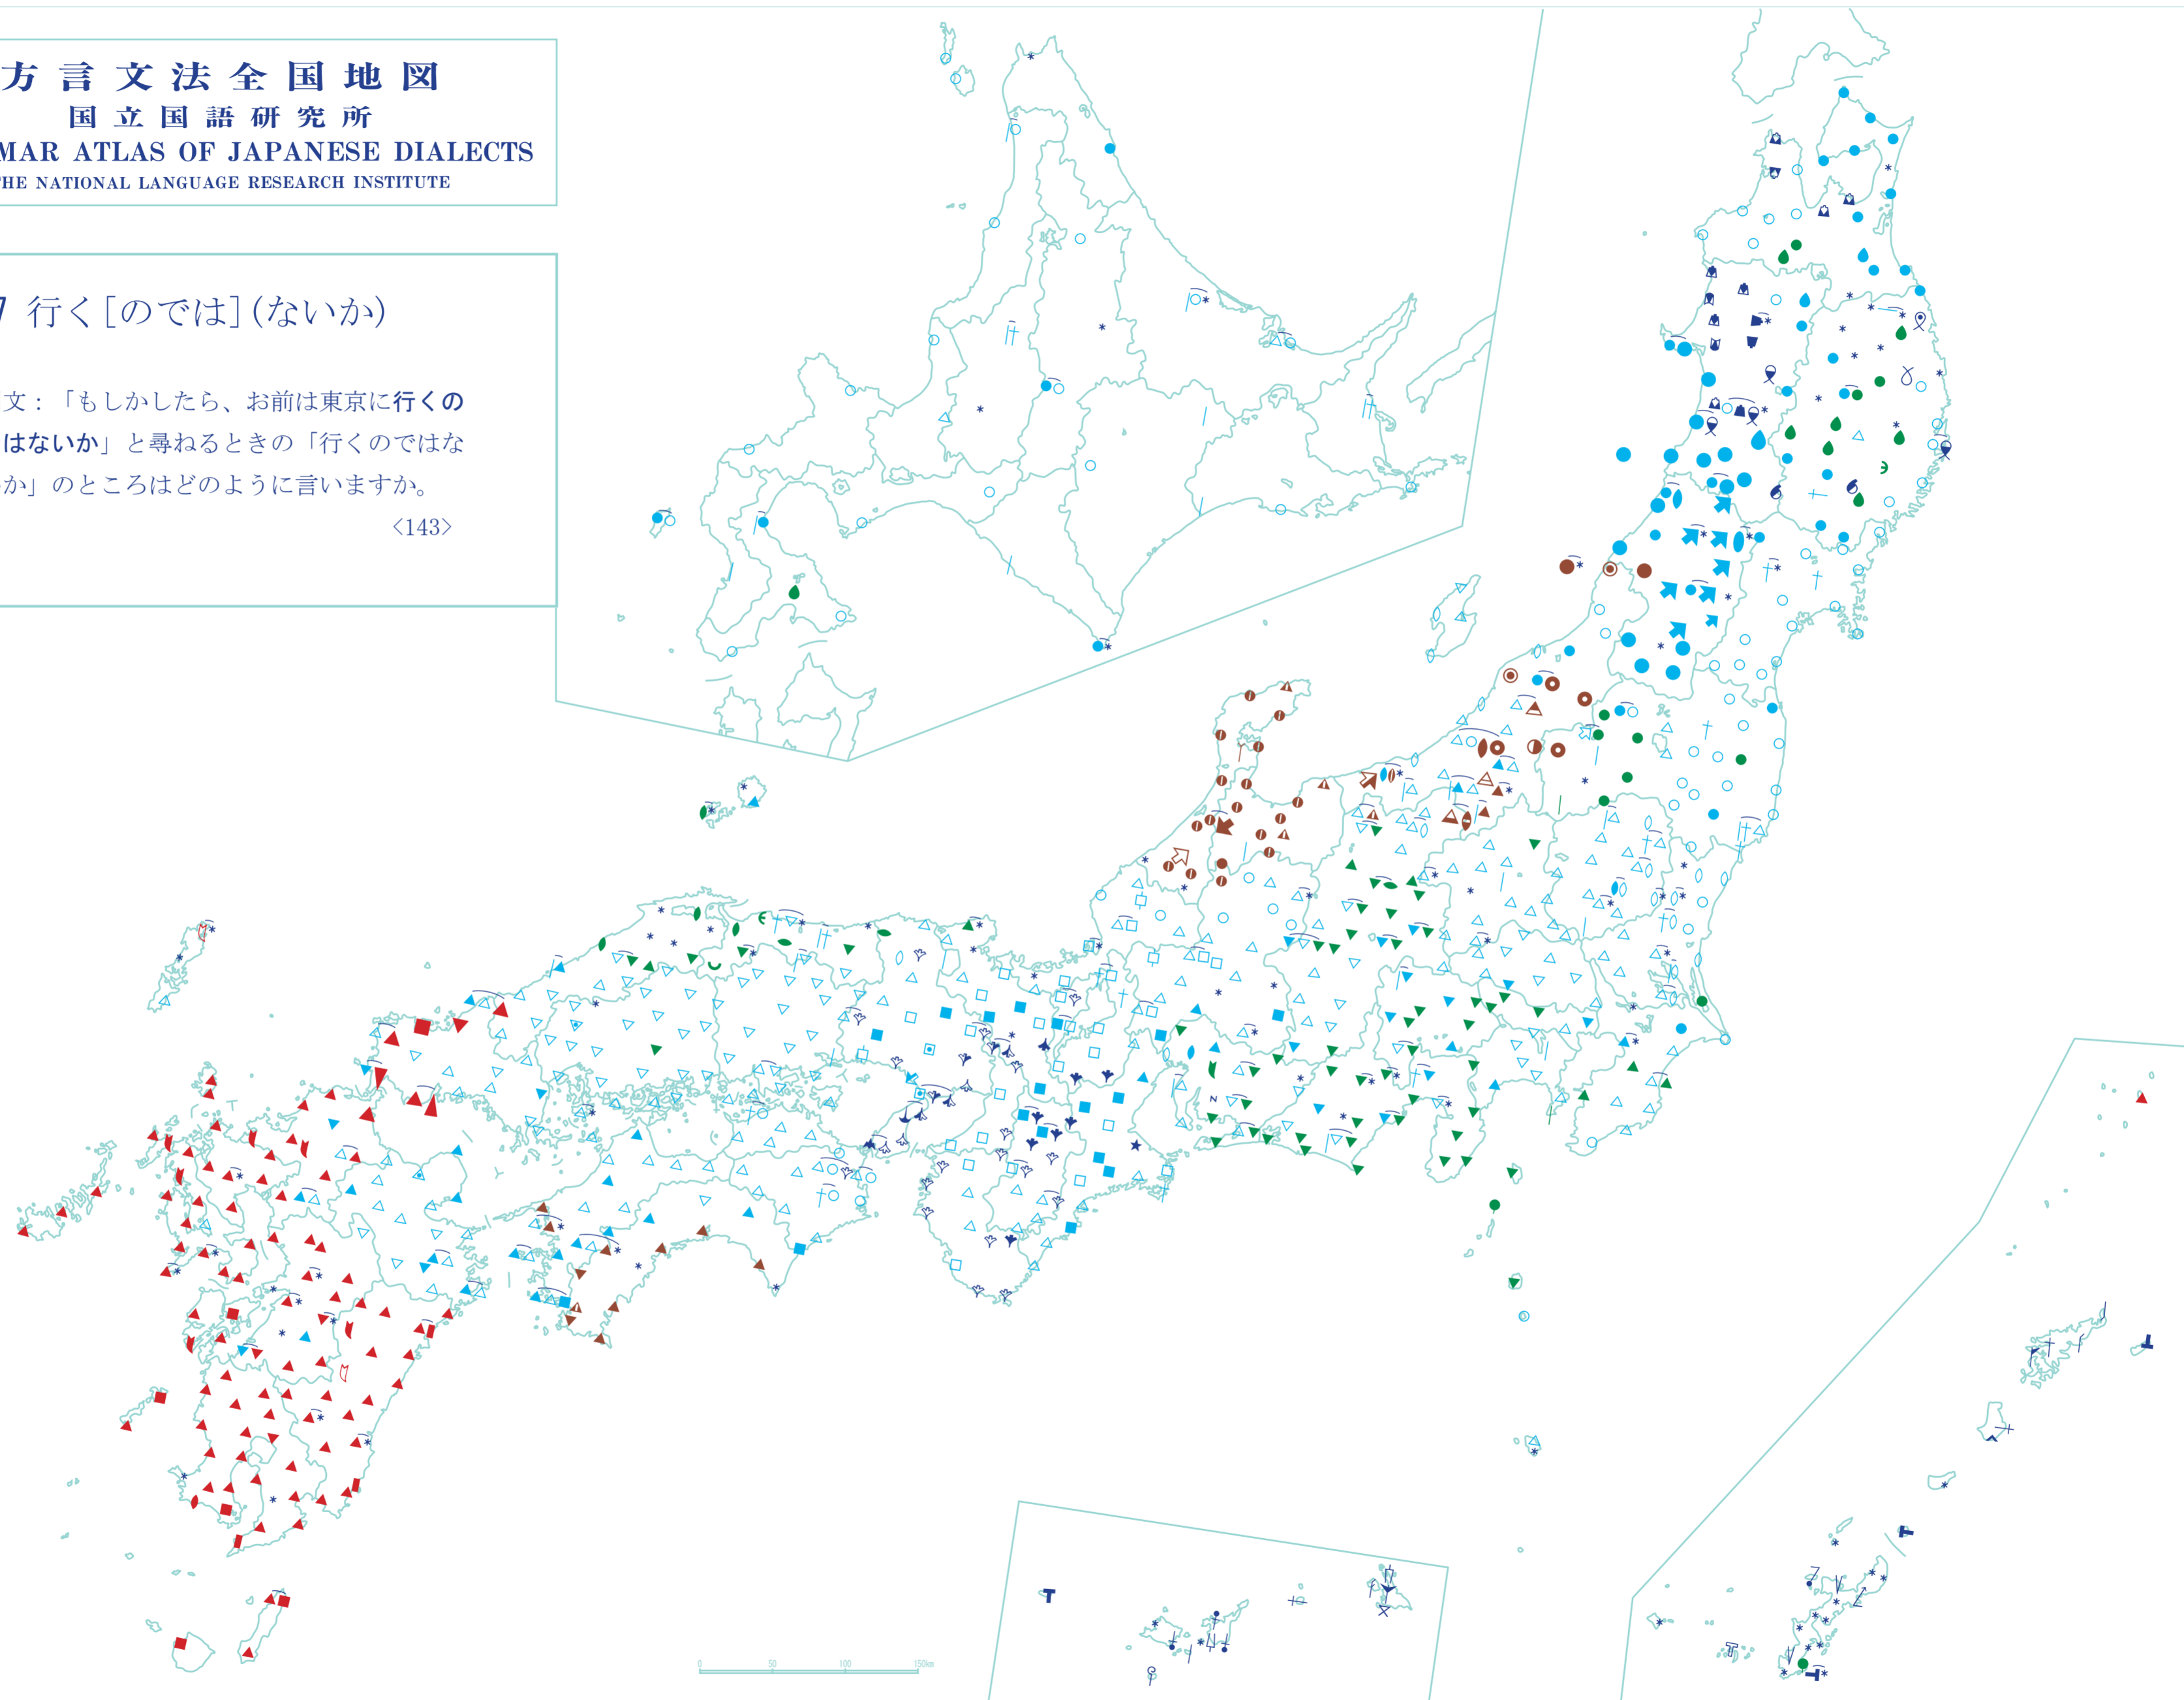 方言文法全国地図
国立国語研究所
MAR ATLAS OF JAPANESE DIALECTS
HE NATIONAL LANGUAGE RESEARCH INSTITUTE
7 行く[のでは](ないか)
文：「もしかしたら、お前は東京に行くの
はないか」と尋ねるときの「行くのではな
か」のところはどのように言いますか。
<143>
0 50 100 150km